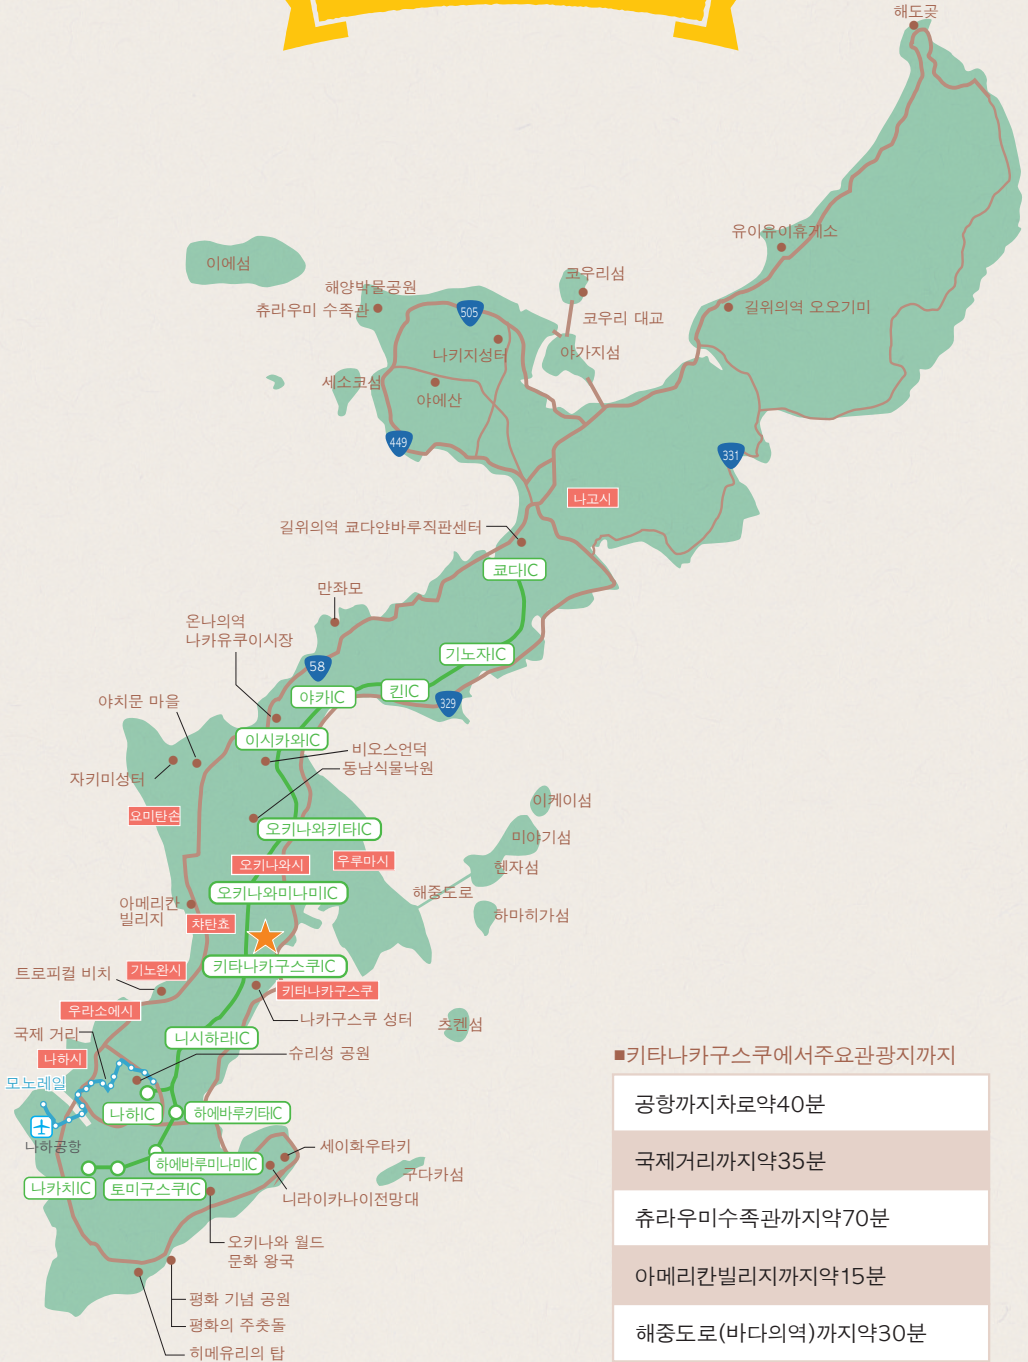 해도곶
유이유이휴게소
길위의역 오오기미
이에섬
해양박물공원
츄라우미 수족관
505
코우리섬
코우리 대교
야가지섬
나키지성터
세소코섬
야에산
449
331
나고시
길위의역 쿄다얀바루직판센터
쿄다IC
만좌모
온나의역
나카유쿠이시장
기노자IC
58
야카IC
킨IC
329
야치문 마을
이시카와IC
비오스언덕
동남식물낙원
자키미성터
요미탄손
오키나와키타IC
이케이섬
미야기섬
헨자섬
오키나와시
우루마시
해중도로
하마히가섬
오키나와미나미IC
아메리칸
빌리지
챠탄쵸
키타나카구스쿠IC
트로피컬 비치
기노완시
키타나카구스쿠
우라소에시
나카구스쿠 성터
츠켄섬
국제 거리
니시하라IC
나하시
슈리성 공원
모노레일
나하IC
하에바루키타IC
나하공항
세이화우타키
하에바루미나미IC
구다카섬
나카치IC
토미구스쿠IC
니라이카나이전망대
오키나와 월드
문화 왕국
평화 기념 공원
평화의 주춧돌
히메유리의 탑
■키타나카구스쿠에서주요관광지까지
공항까지차로약40분
국제거리까지약35분
츄라우미수족관까지약70분
아메리칸빌리지까지약15분
해중도로(바다의역)까지약30분